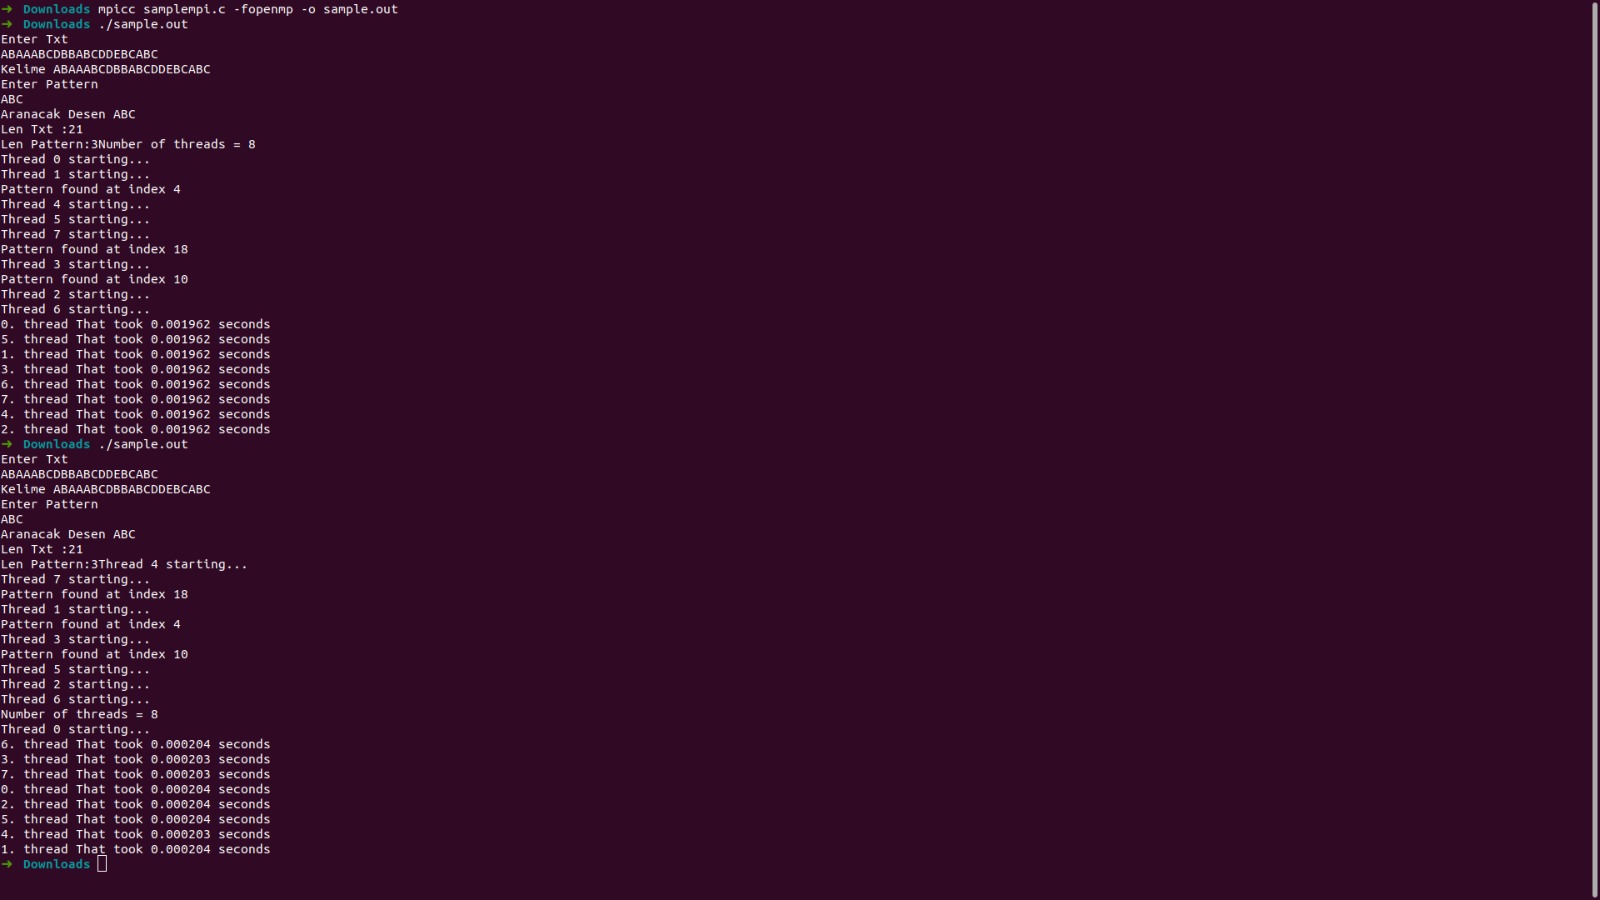 ➜ Downloads mpicc samplempi.c -fopenmp -o sample.out
➜ Downloads ./sample.out
Enter Txt
ABAAABCDBBABCDDEBCABC
Kelime ABAAABCDBBABCDDEBCABC
Enter Pattern
ABC
Aranacak Desen ABC
Len Txt :21
Len Pattern:3Number of threads = 8
Thread 0 starting...
Thread 1 starting...
Pattern found at index 4
Thread 4 starting...
Thread 5 starting...
Thread 7 starting...
Pattern found at index 18
Thread 3 starting...
Pattern found at index 10
Thread 2 starting...
Thread 6 starting...
0. thread That took 0.001962 seconds
5. thread That took 0.001962 seconds
1. thread That took 0.001962 seconds
3. thread That took 0.001962 seconds
6. thread That took 0.001962 seconds
7. thread That took 0.001962 seconds
4. thread That took 0.001962 seconds
2. thread That took 0.001962 seconds
➜ Downloads ./sample.out
Enter Txt
ABAAABCDBBABCDDEBCABC
Kelime ABAAABCDBBABCDDEBCABC
Enter Pattern
ABC
Aranacak Desen ABC
Len Txt :21
Len Pattern:3Thread 4 starting...
Thread 7 starting...
Pattern found at index 18
Thread 1 starting...
Pattern found at index 4
Thread 3 starting...
Pattern found at index 10
Thread 5 starting...
Thread 2 starting...
Thread 6 starting...
Number of threads = 8
Thread 0 starting...
6. thread That took 0.000204 seconds
3. thread That took 0.000203 seconds
7. thread That took 0.000203 seconds
0. thread That took 0.000204 seconds
2. thread That took 0.000204 seconds
5. thread That took 0.000204 seconds
4. thread That took 0.000203 seconds
1. thread That took 0.000204 seconds
➜ Downloads